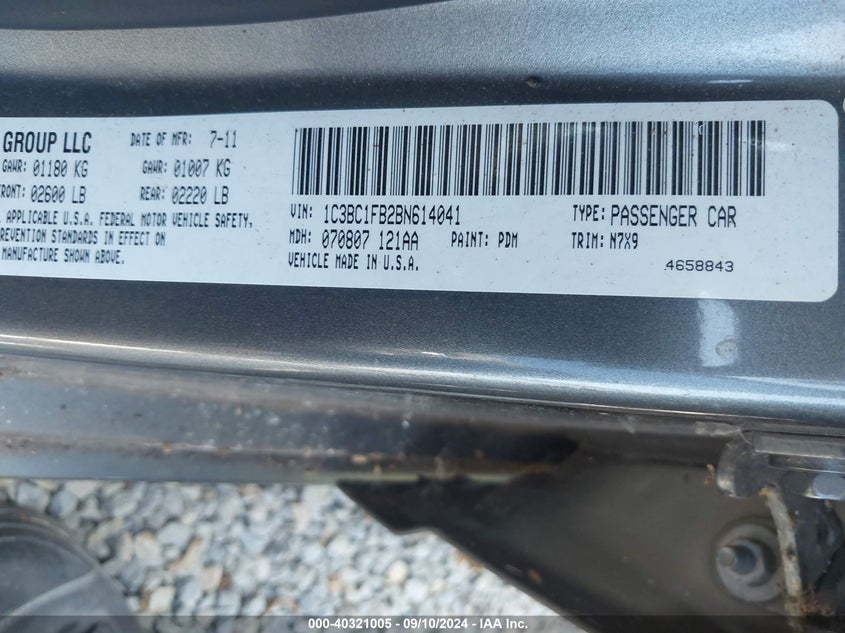 GROUP LLC DATE OF MFR: 7-11
GAWR: 01180 KG GAWR: 01007 KG
FRONT: 02600 LB REAR: 02220 LB
APPLICABLE U.S.A. FEDERAL MOTOR VEHICLE SAFETY,
REVENTION STANDARDS IN EFFECT ON
MANUFACTURE SHOWN ABOVE.
VIN: 1C3BC1FB2BN614041 TYPE: PASSENGER CAR
MDH: 070807 121AA PAINT: PDM TRIM: N7X9
VEHICLE MADE IN U.S.A. 4658843
000-40321005 - 09/10/2024 - IAA Inc.